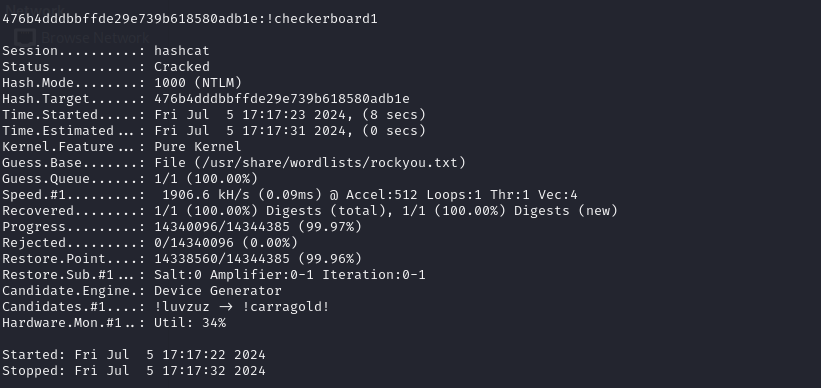 Browse Network
476b4dddbbffde29e739b618580adb1e:!checkerboard1
Session..........: hashcat
Status...........: Cracked
Hash.Mode........: 1000 (NTLM)
Hash.Target......: 476b4dddbbffde29e739b618580adb1e
Time.Started.....: Fri Jul  5 17:17:23 2024, (8 secs)
Time.Estimated...: Fri Jul  5 17:17:31 2024, (0 secs)
Kernel.Feature...: Pure Kernel
Guess.Base.......: File (/usr/share/wordlists/rockyou.txt)
Guess.Queue......: 1/1 (100.00%)
Speed.#1.........:  1906.6 kH/s (0.09ms) @ Accel:512 Loops:1 Thr:1 Vec:4
Recovered........: 1/1 (100.00%) Digests (total), 1/1 (100.00%) Digests (new)
Progress.........: 14340096/14344385 (99.97%)
Rejected.........: 0/14340096 (0.00%)
Restore.Point....: 14338560/14344385 (99.96%)
Restore.Sub.#1...: Salt:0 Amplifier:0-1 Iteration:0-1
Candidate.Engine.: Device Generator
Candidates.#1....: !luvzuz -> !carragold!
Hardware.Mon.#1..: Util: 34%
Started: Fri Jul  5 17:17:22 2024
Stopped: Fri Jul  5 17:17:32 2024